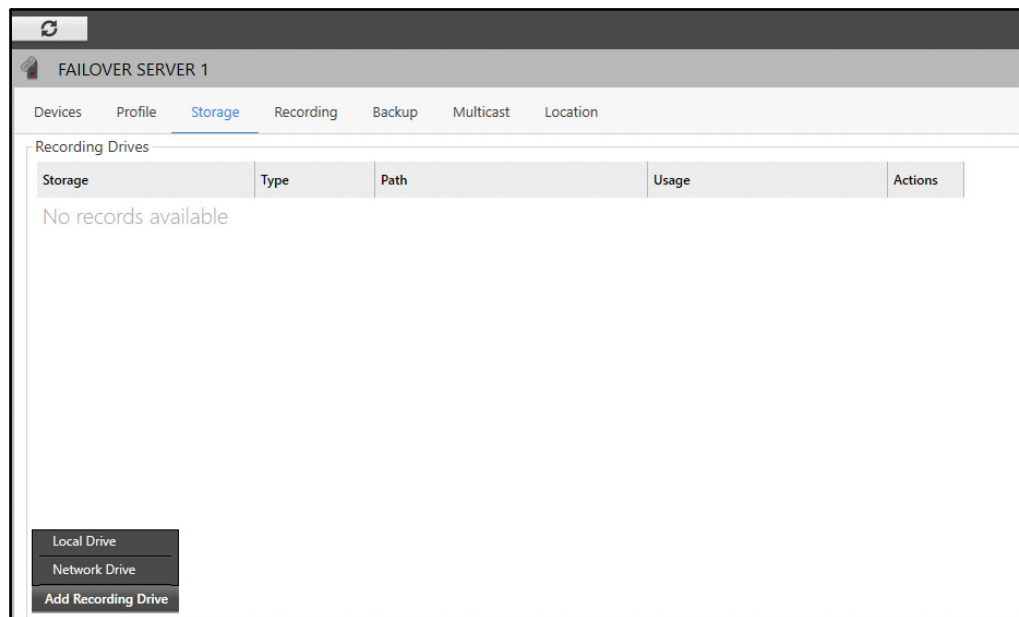 FAILOVER SERVER 1
Devices Profile Storage Recording Backup Multicast Location
Recording Drives
Storage Type Path Usage Actions
No records available
Local Drive
Network Drive
Add Recording Drive